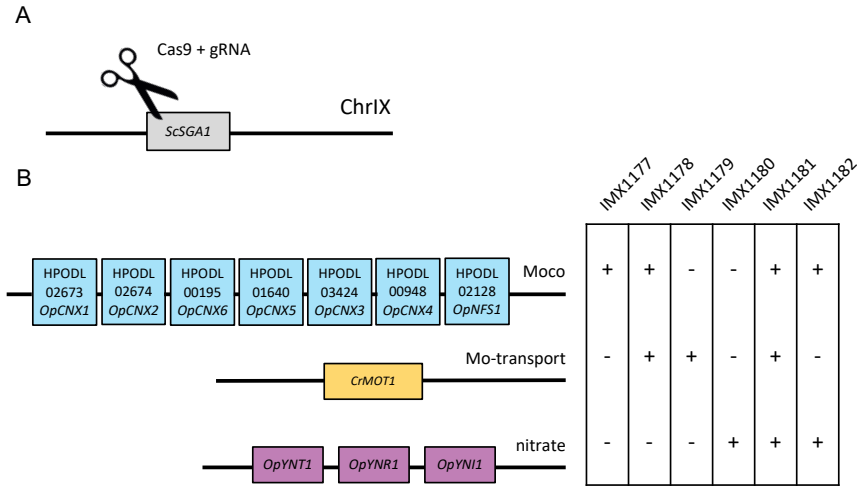 A
Cas9 + gRNA
ChrIX
ScSGA1
B
IMX1177
IMX1178
IMX1179
IMX1180
IMX1181
IMX1182
HPODL
02673
OpCNX1
HPODL
02674
OpCNX2
HPODL
00195
OpCNX6
HPODL
01640
OpCNX5
HPODL
03424
OpCNX3
HPODL
00948
OpCNX4
HPODL
02128
OpNFS1
Moco
+ + - - + +
CrMOT1
Mo-transport
- + + - + -
OpYNT1
OpYNR1
OpYNI1
nitrate
- - - + + +